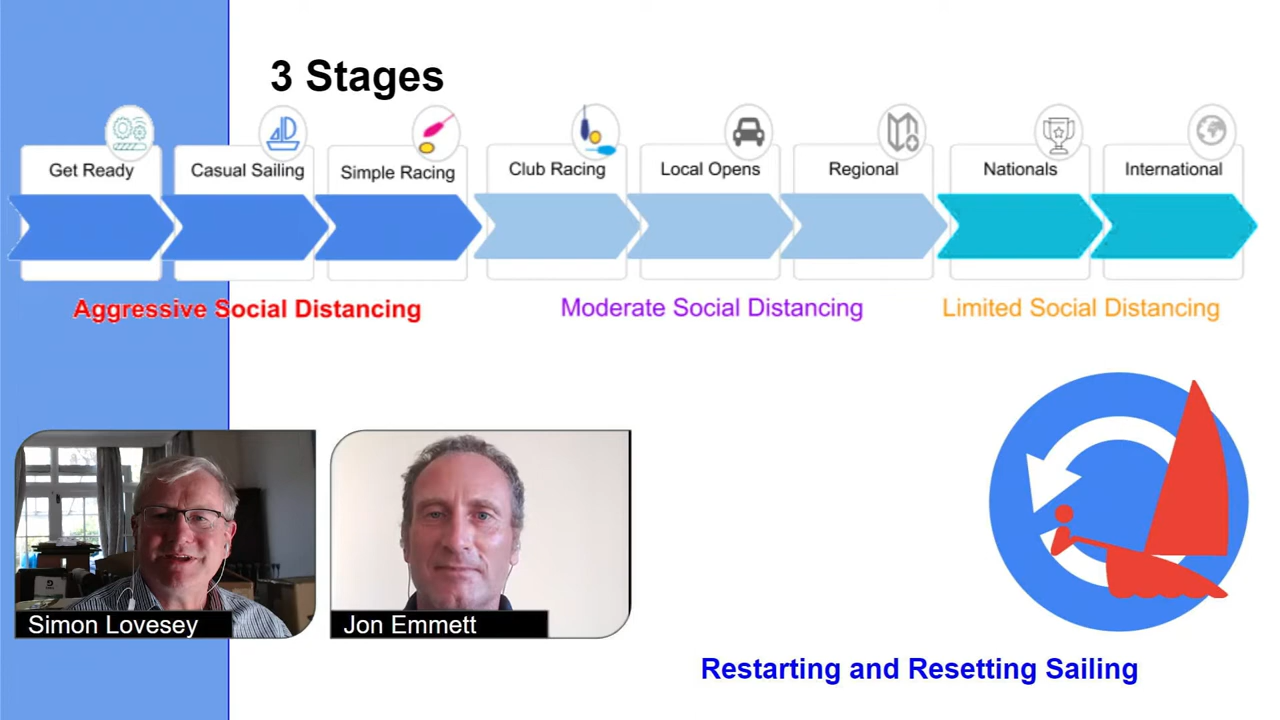 3 Stages
Get Ready
Casual Sailing
Simple Racing
Club Racing
Local Opens
Regional
Nationals
International
Aggressive Social Distancing
Moderate Social Distancing
Limited Social Distancing
Simon Lovesey
Jon Emmett
Restarting and Resetting Sailing